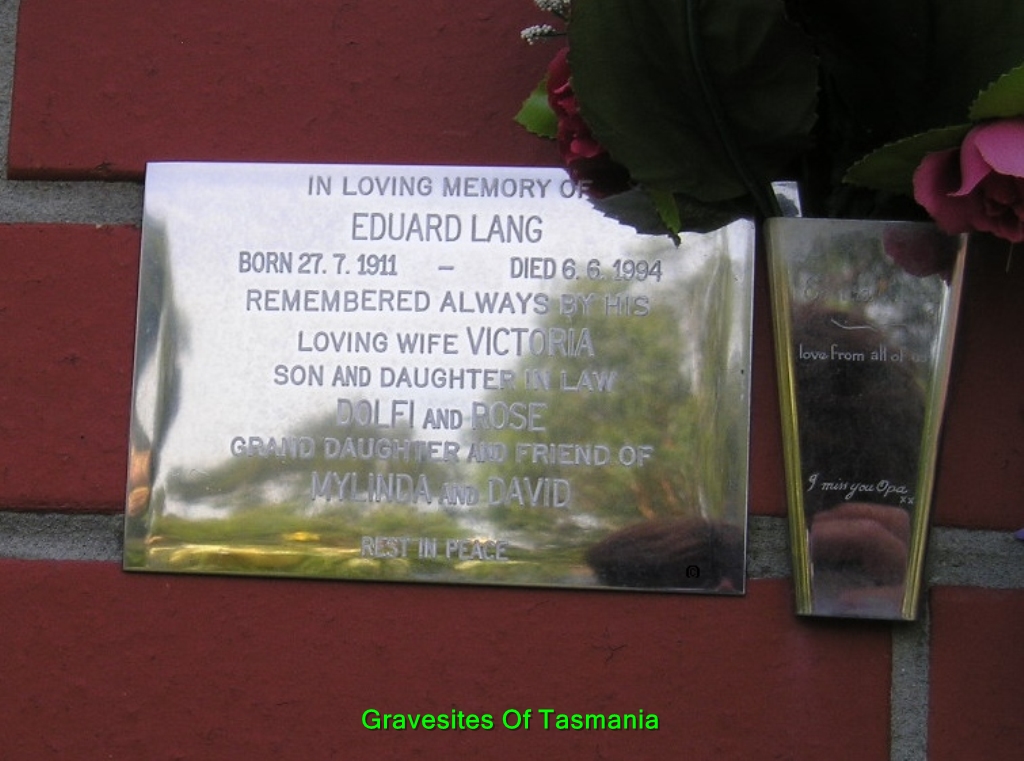 IN LOVING MEMORY OF
EDUARD LANG
BORN 27. 7. 1911 – DIED 6. 6. 1994
REMEMBERED ALWAYS BY HIS
LOVING WIFE VICTORIA
SON AND DAUGHTER IN LAW
DOLFI AND ROSE
GRAND DAUGHTER AND FRIEND OF
MYLINDA AND DAVID
REST IN PEACE
©
love from all of us
I miss you Opa
xx
Gravesites Of Tasmania